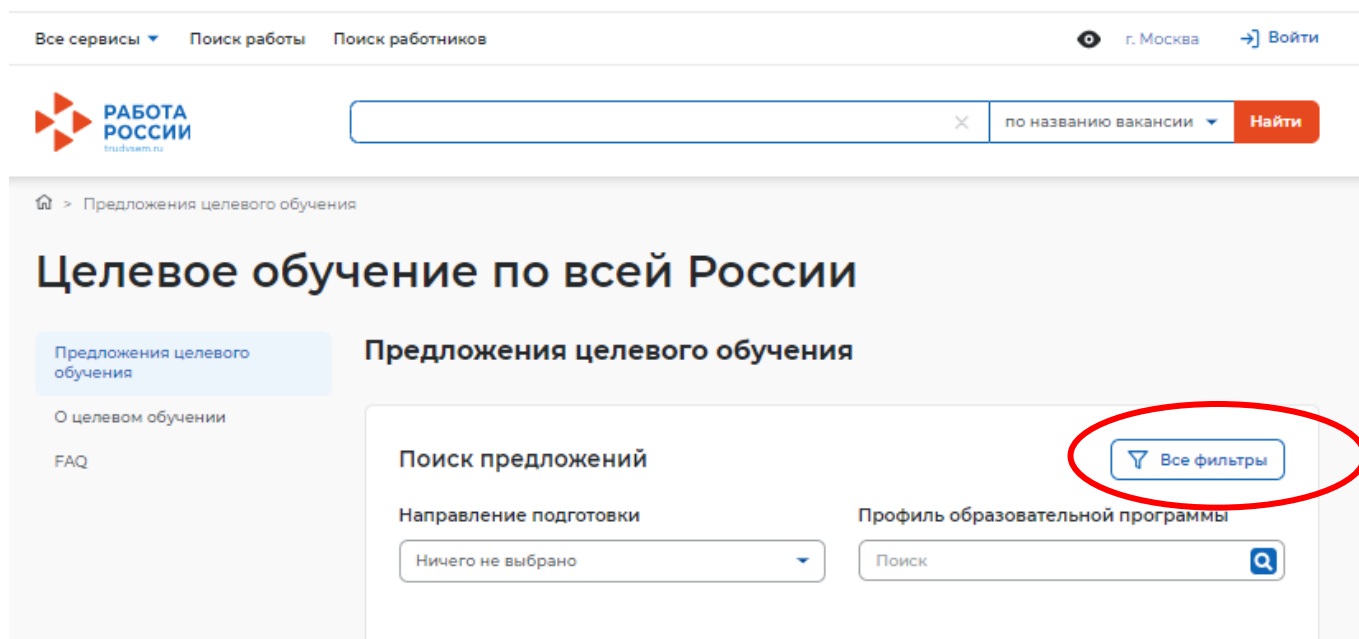 Все сервисы Поиск работы Поиск работников г. Москва Войти
РАБОТА
РОССИИ
trudvsem.ru
по названию вакансии Найти
> Предложения целевого обучения
Целевое обучение по всей России
Предложения целевого
обучения
О целевом обучении
FAQ
Предложения целевого обучения
Поиск предложений Все фильтры
Направление подготовки Профиль образовательной программы
Ничего не выбрано Поиск